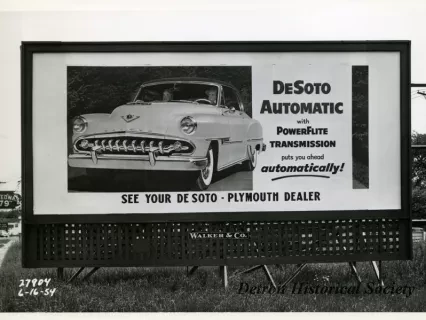 DESOTO
AUTOMATIC
with
POWERFLITE
TRANSMISSION
puts you ahead
automatically!
SEE YOUR DE SOTO - PLYMOUTH DEALER
WALKER & CO.
79
27904
6-16-54
Detroit Historical Society